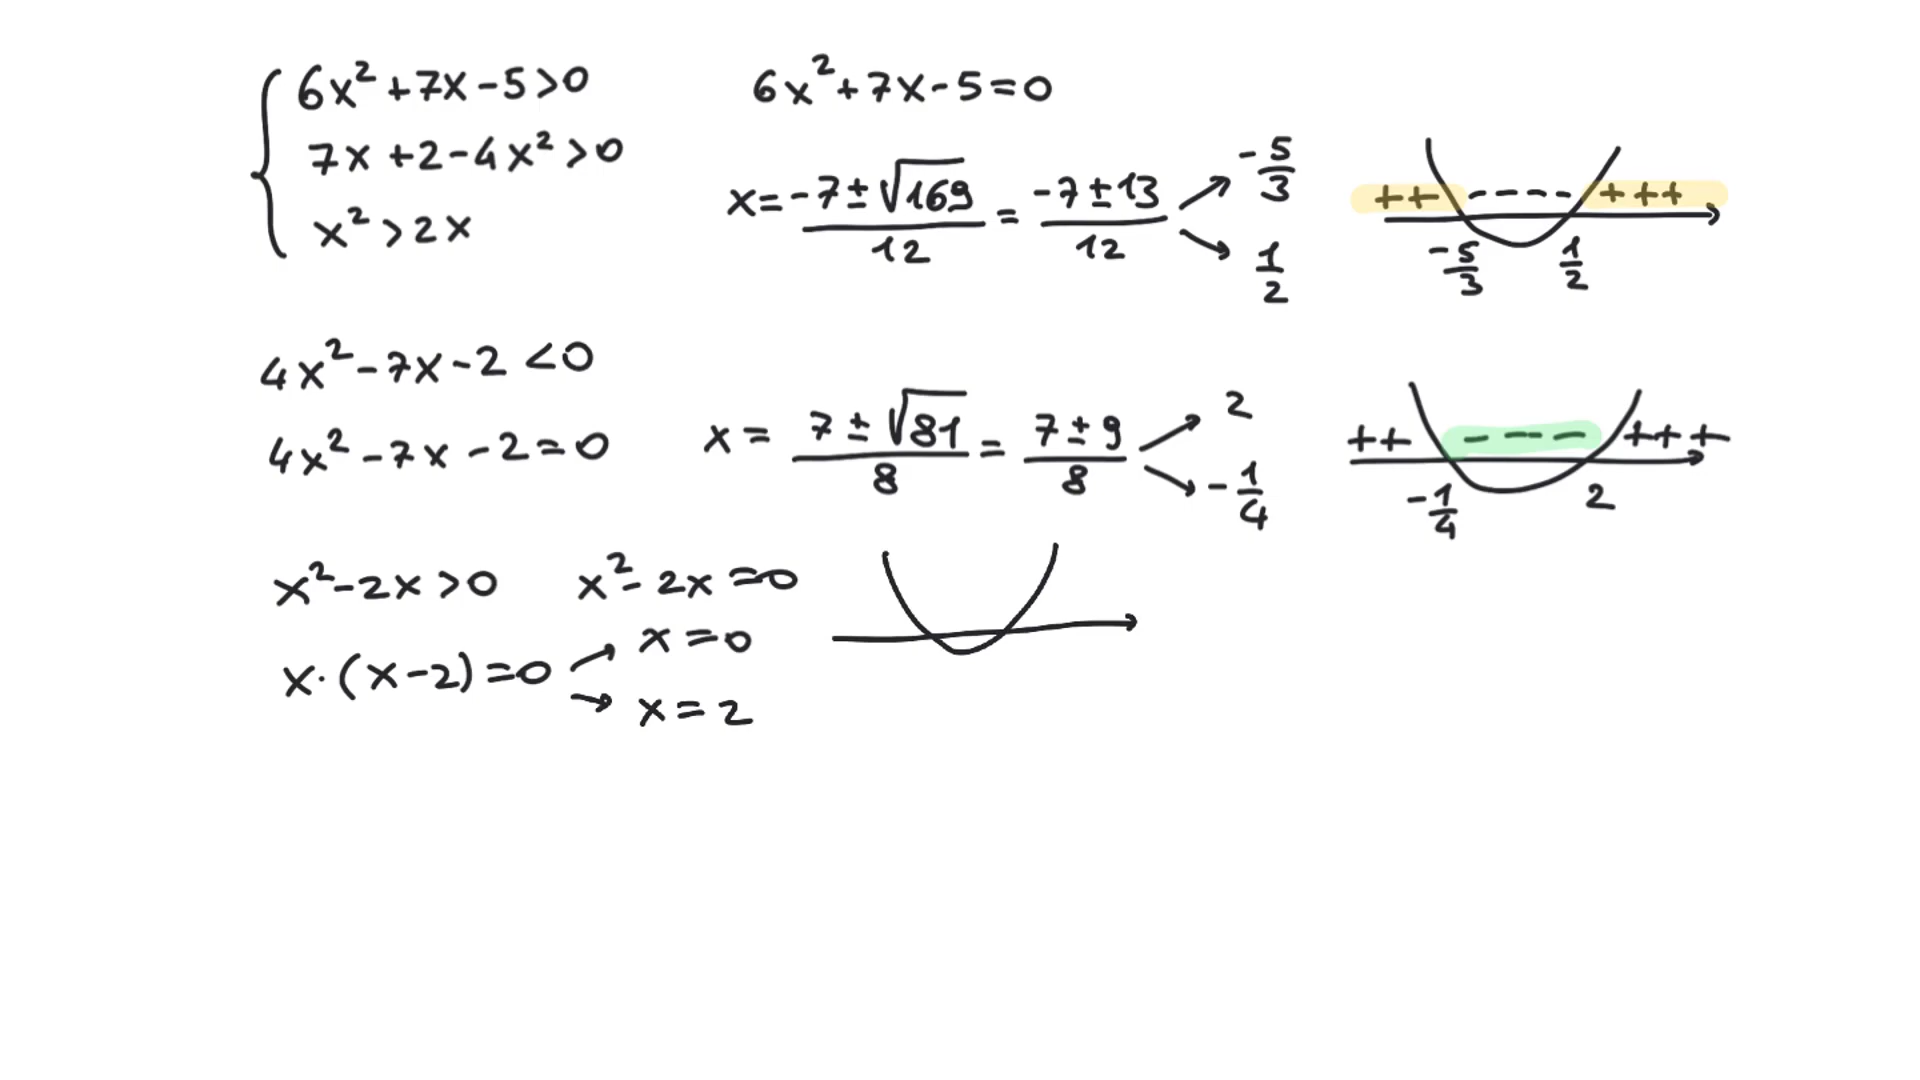 6x² + 7x - 5 > 0
7x + 2 - 4x² > 0
x² > 2x
6x² + 7x - 5 = 0
x = (-7 ± √169)/12 = (-7 ± 13)/12
-5/3
1/2
++ ---- +++
-5/3 1/2
4x² - 7x - 2 < 0
4x² - 7x - 2 = 0
x = (7 ± √81)/8 = (7 ± 9)/8
2
-1/4
++ ---- +++
-1/4 2
x² - 2x > 0
x² - 2x = 0
x · (x - 2) = 0
x = 0
x = 2